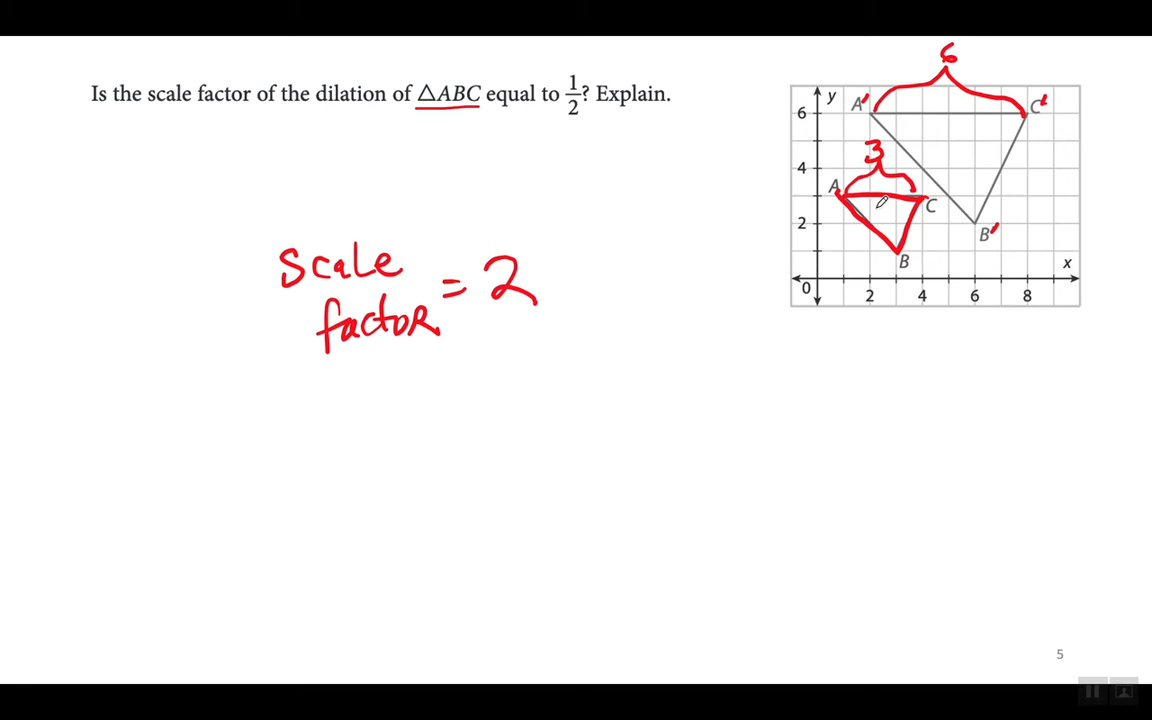 Is the scale factor of the dilation of △ABC equal to 1/2? Explain.
6
y
A'
C'
6
3
4
A
C
2
B'
B
x
0
2
4
6
8
scale
factor = 2
5